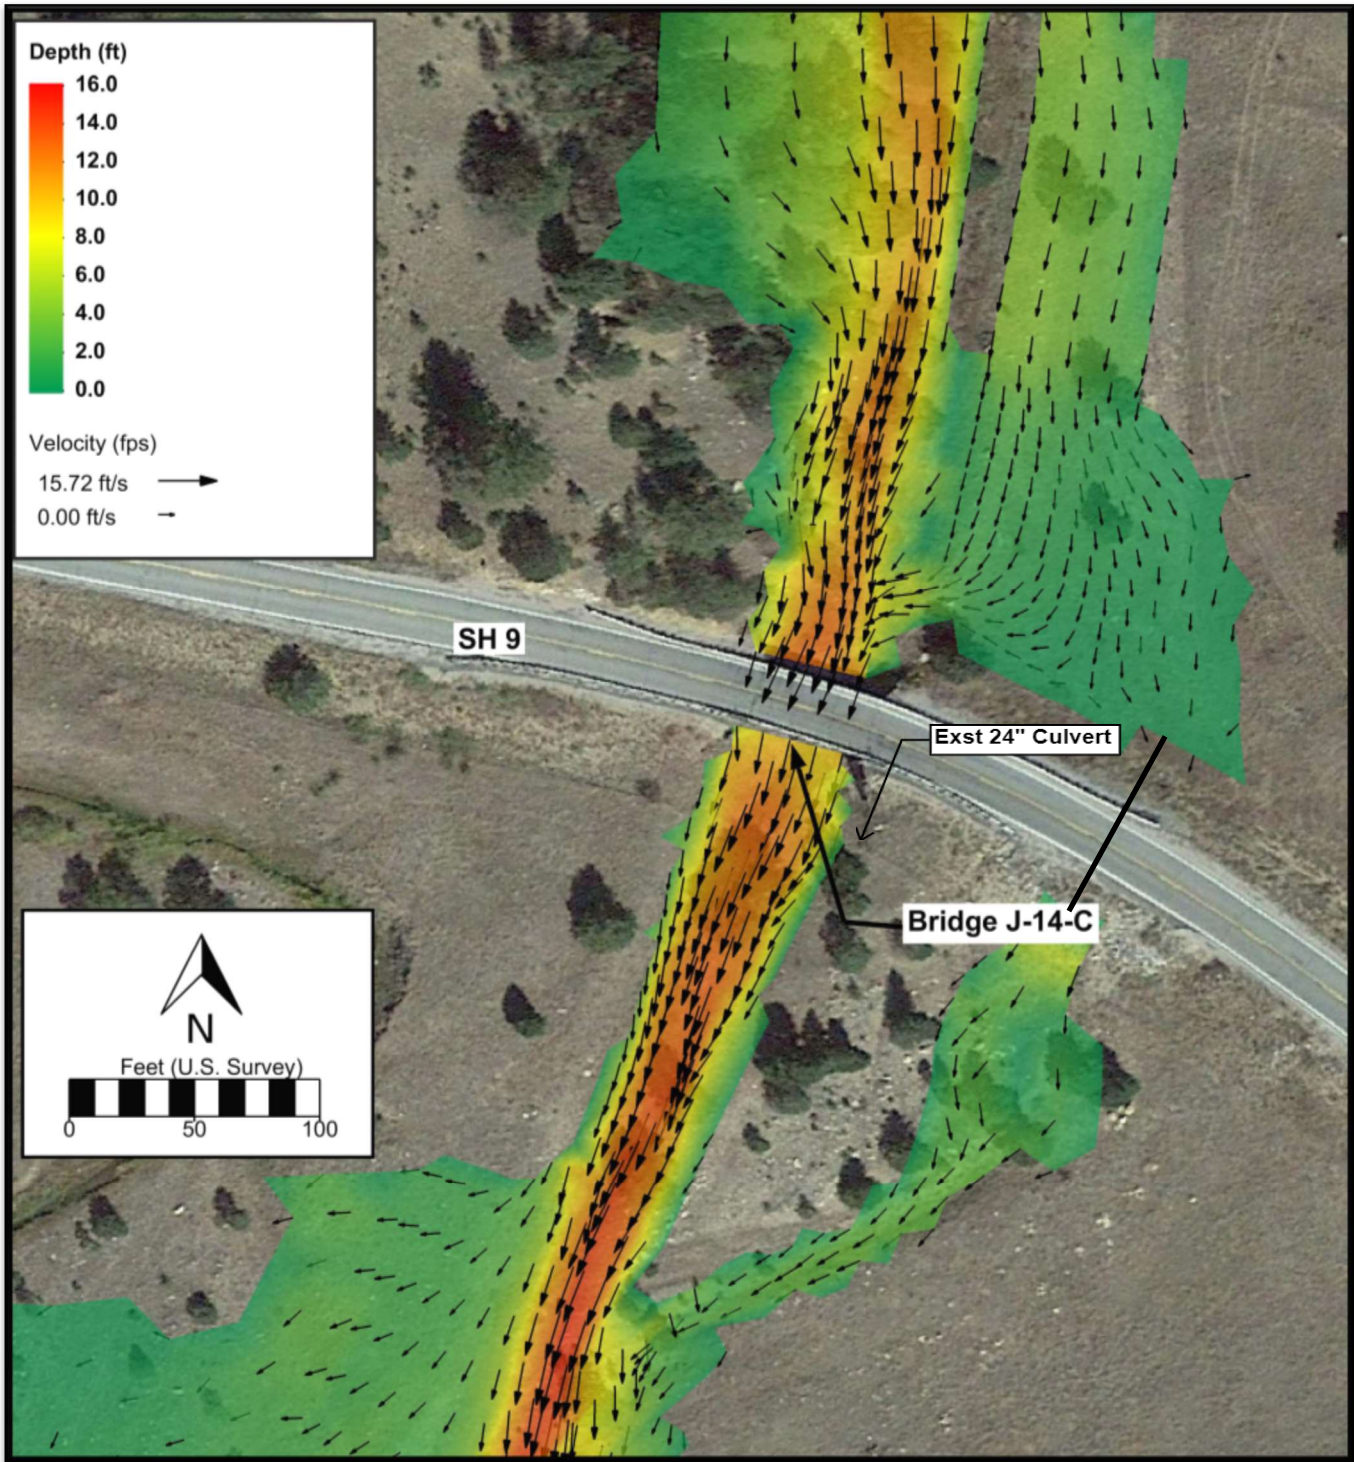 Depth (ft)
16.0
14.0
12.0
10.0
8.0
6.0
4.0
2.0
0.0
Velocity (fps)
15.72 ft/s
0.00 ft/s
SH 9
Exst 24" Culvert
Bridge J-14-C
N
Feet (U.S. Survey)
0 50 100